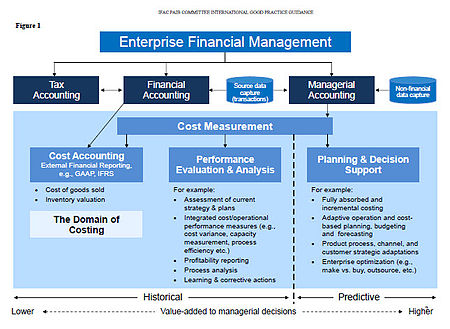 IFAC PAIB COMMITTEE INTERNATIONAL GOOD PRACTICE GUIDANCE
Figure 1
Enterprise Financial Management
Tax
Accounting
Financial
Accounting
Source data
capture
(transactions)
Managerial
Accounting
Non-financial
data capture
Cost Measurement
Cost Accounting
External Financial Reporting,
e.g., GAAP, IFRS
• Cost of goods sold
• Inventory valuation
The Domain of
Costing
Performance
Evaluation & Analysis
For example:
• Assessment of current
strategy & plans
• Integrated cost/operational
performance measures (e.g.,
cost variance, capacity
measurement, process
efficiency etc.)
• Profitability reporting
• Process analysis
• Learning & corrective actions
Planning & Decision
Support
For example:
• Fully absorbed and
incremental costing
• Adaptive operation and cost-
based planning, budgeting
and forecasting
• Product process, channel, and
customer strategic adaptations
• Enterprise optimization (e.g.,
make vs. buy, outsource, etc.)
Historical
Predictive
Lower
Value-added to managerial decisions
Higher